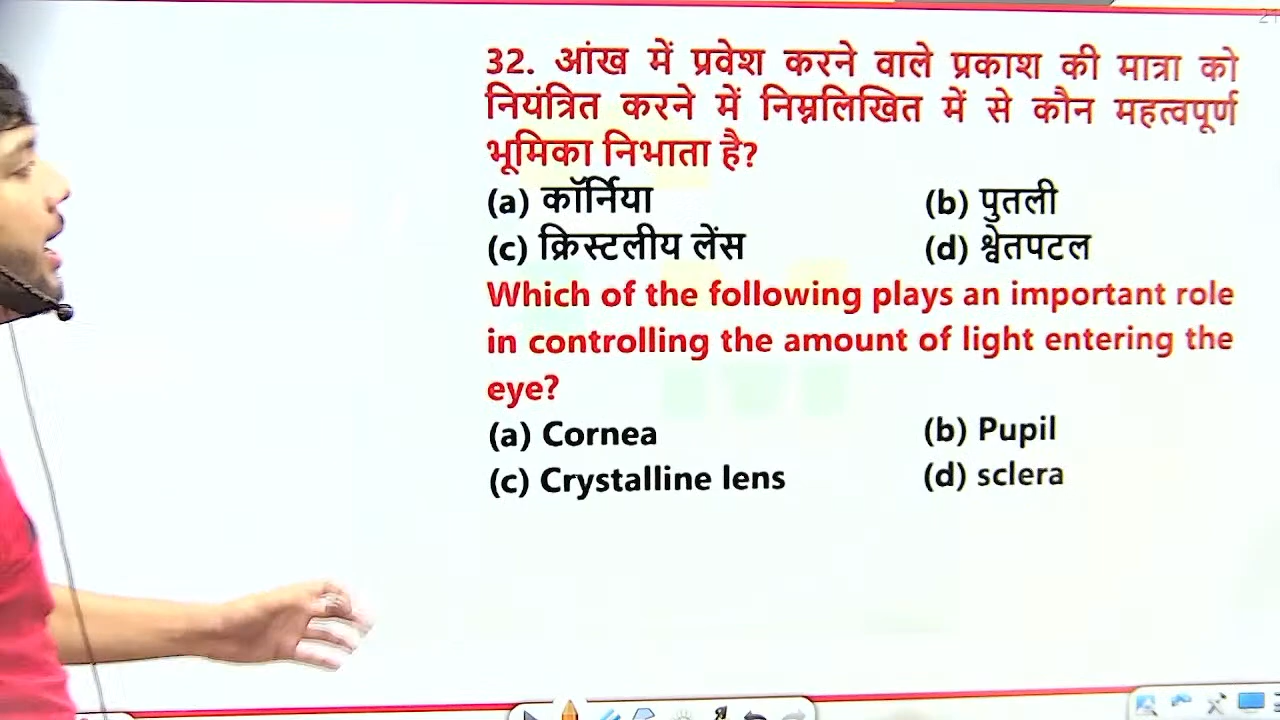 32. आंख में प्रवेश करने वाले प्रकाश की मात्रा को
नियंत्रित करने में निम्नलिखित में से कौन महत्वपूर्ण
भूमिका निभाता है?
(a) कॉर्निया (b) पुतली
(c) क्रिस्टलीय लेंस (d) श्वेतपटल
Which of the following plays an important role
in controlling the amount of light entering the
eye?
(a) Cornea (b) Pupil
(c) Crystalline lens (d) sclera